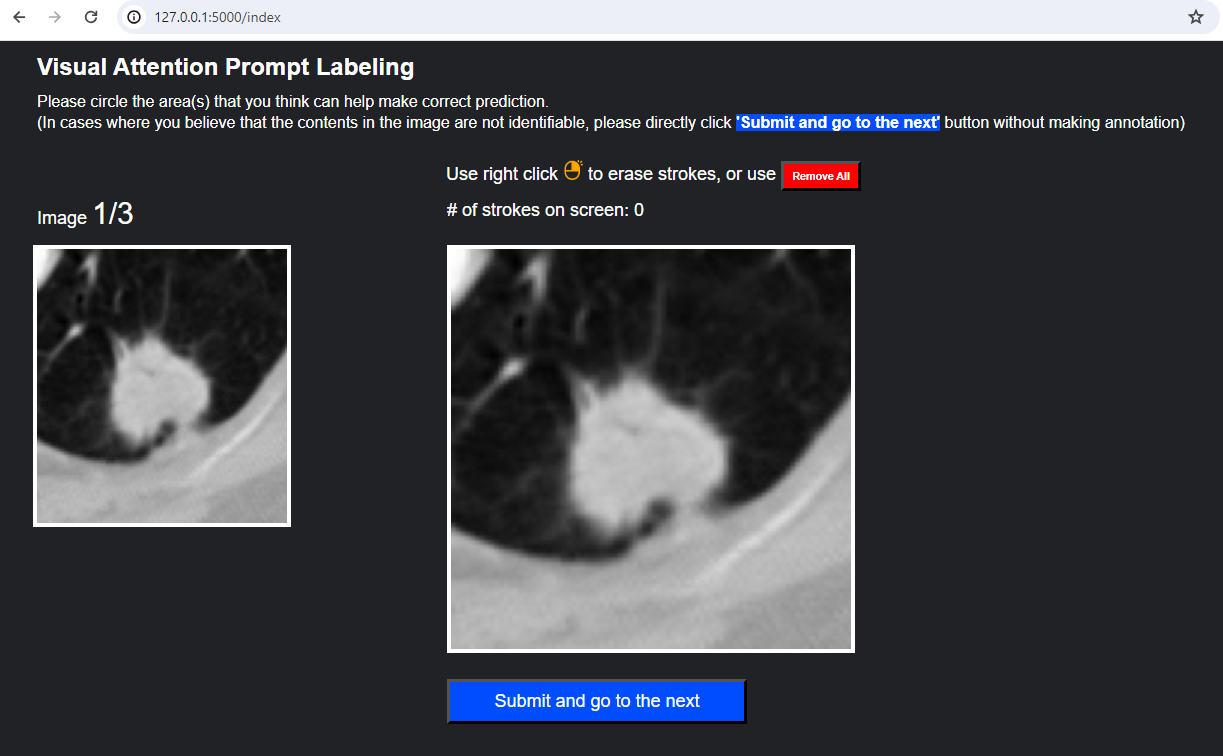 127.0.0.1:5000/index
Visual Attention Prompt Labeling
Please circle the area(s) that you think can help make correct prediction.
(In cases where you believe that the contents in the image are not identifiable, please directly click 'Submit and go to the next' button without making annotation)
Use right click to erase strokes, or use Remove All
Image 1/3
# of strokes on screen: 0
Submit and go to the next